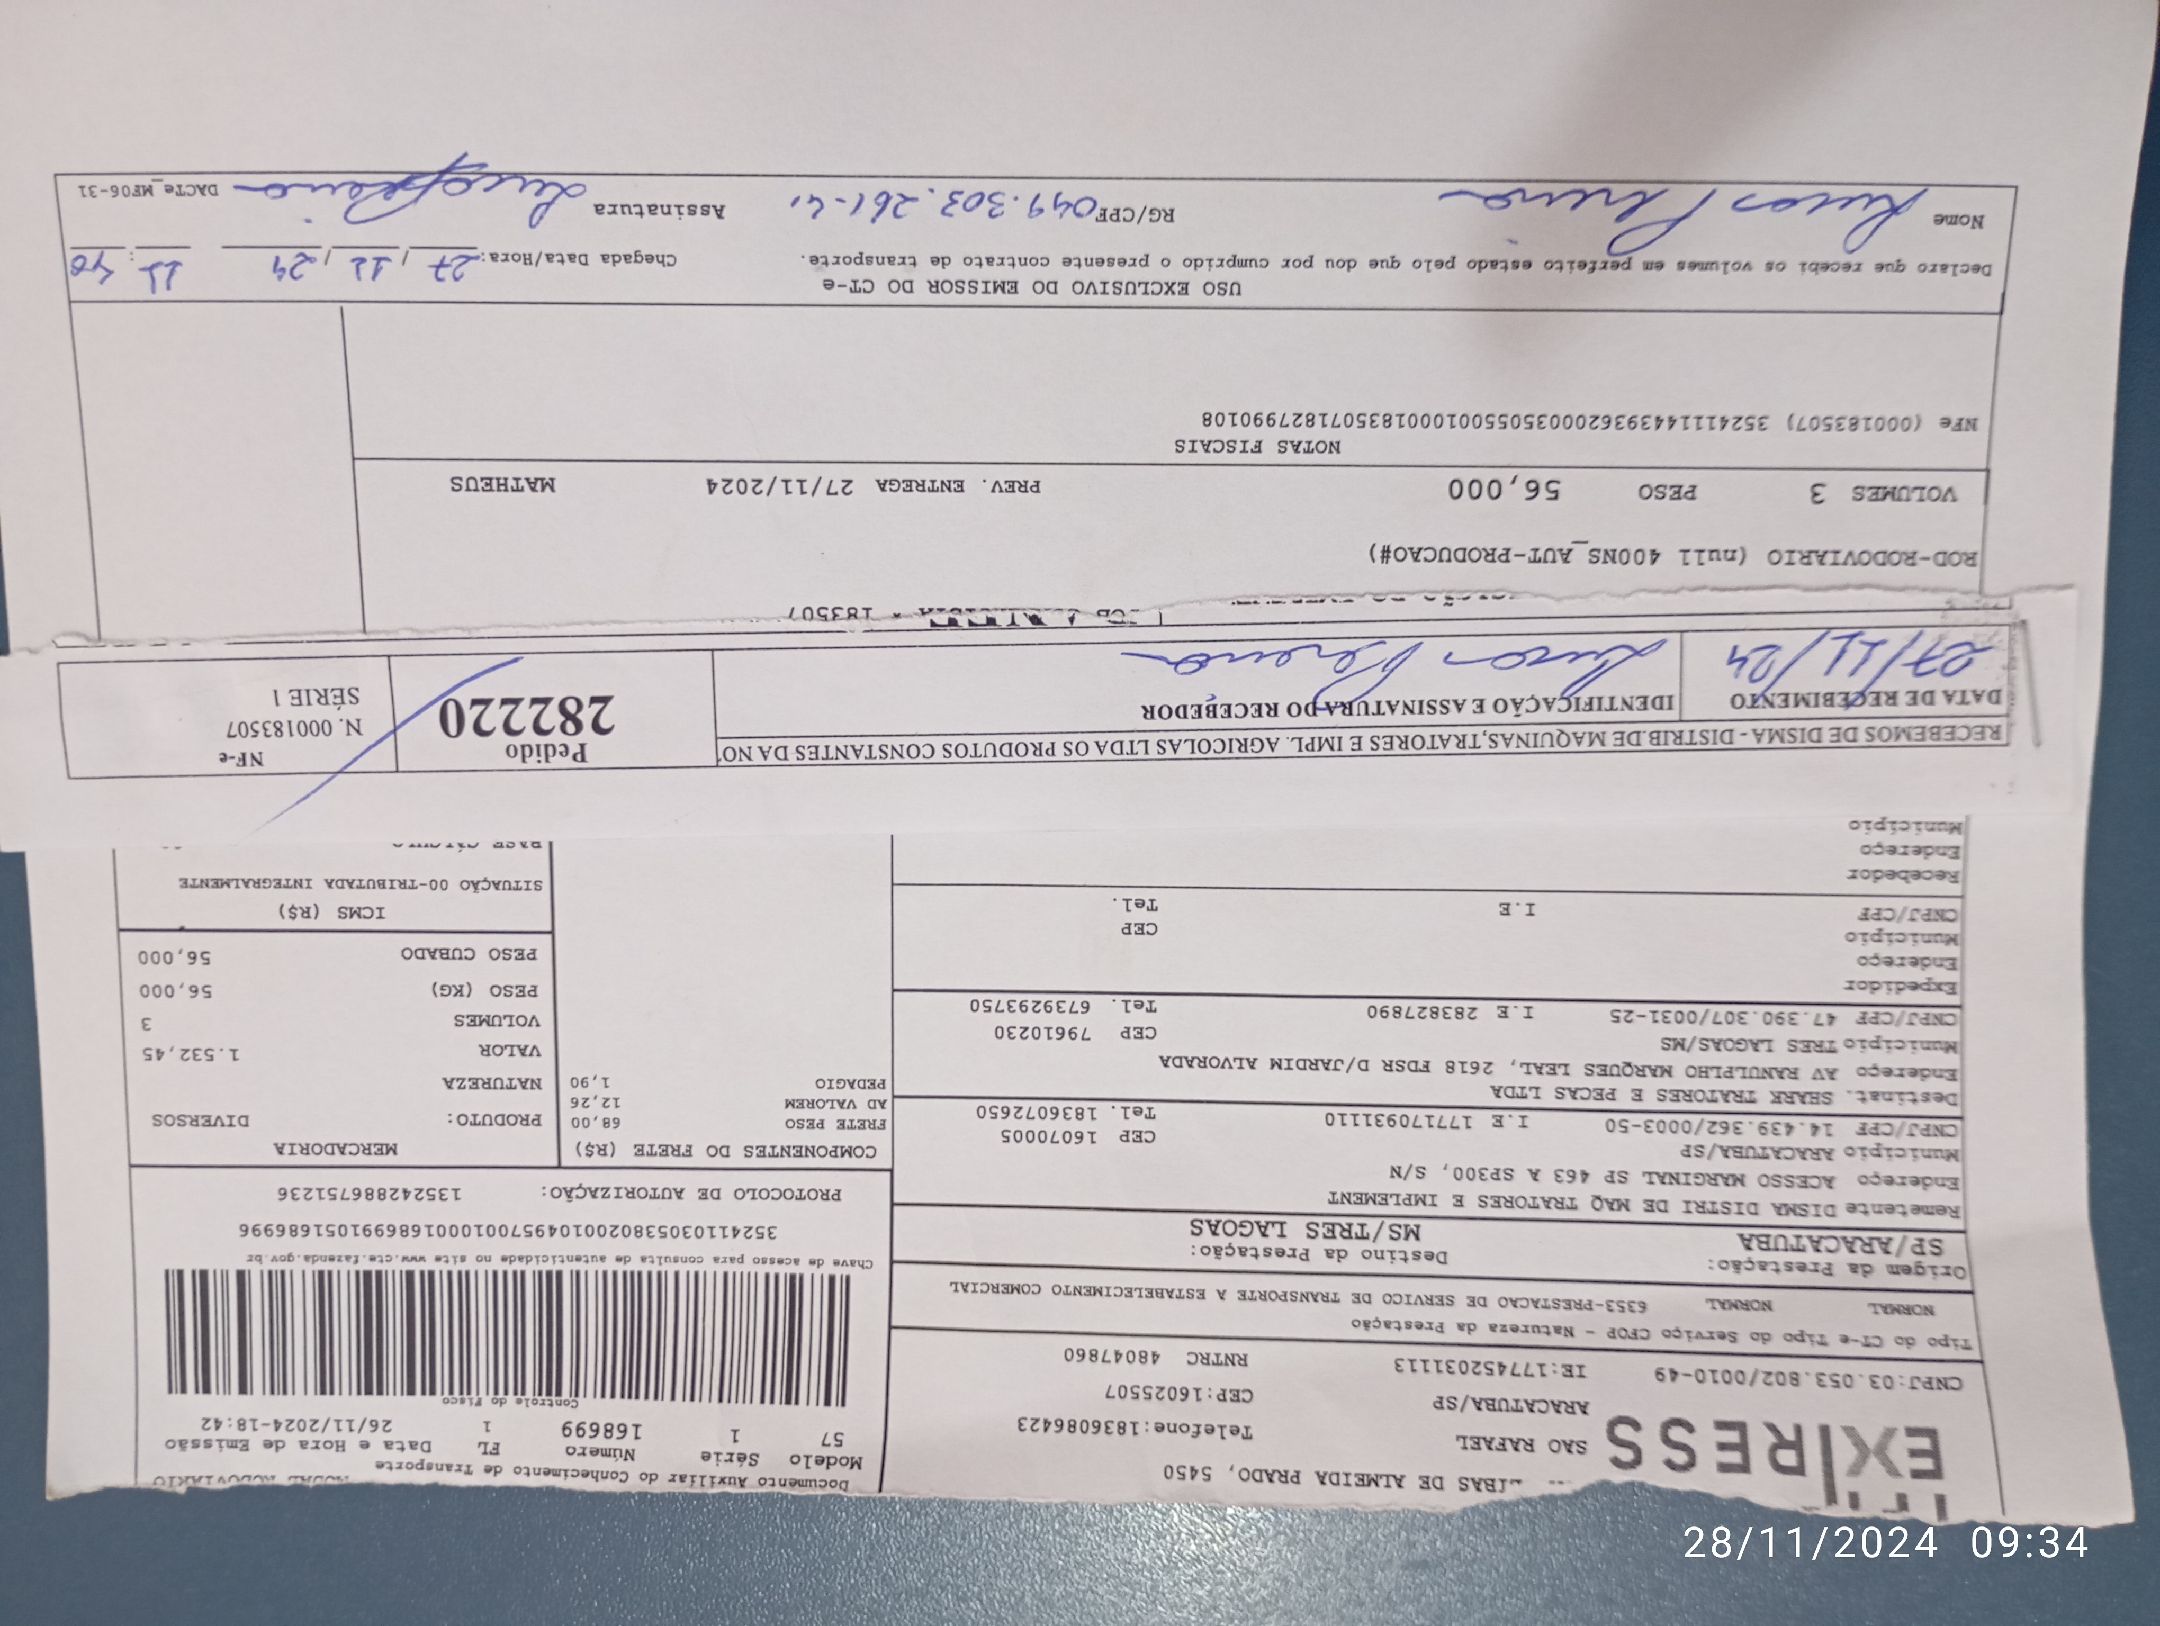 EXPRESS
IBAS DE ALMEIDA PRADO, 5450
SAO RAFAEL Telefone:1836086423
ARACATUBA/SP CEP:16025507
CNPJ:03.053.802/0010-49 IE:177452031113 RNTRC 48047860
Documento Auxiliar do Conhecimento de Transporte MODAL RODOVIÁRIO
Modelo Série Número FL Data e Hora de Emissão
57 1 168699 1 26/11/2024-18:42
Controle do Fisco
Chave de acesso para consulta de autenticidade no site www.cte.fazenda.gov.br
35241103053802001049570010001686991051686996
PROTOCOLO DE AUTORIZAÇÃO: 135242886751236
Tipo do CT-e Tipo do Serviço CFOP - Natureza da Prestação
NORMAL NORMAL 6353-PRESTACAO DE SERVICO DE TRANSPORTE A ESTABELECIMENTO COMERCIAL
Origem da Prestação: Destino da Prestação:
SP/ARACATUBA MS/TRES LAGOAS
Remetente DISMA DISTRI DE MAQ TRATORES E IMPLEMENT
Endereço ACESSO MARGINAL SP 463 A SP300, S/N
Município ARACATUBA/SP CEP 16070005
CNPJ/CPF 14.439.362/0003-50 I.E 177170931110 Tel. 1836072650
Destinat. SHARK TRATORES E PECAS LTDA
Endereço AV RANULPLHO MARQUES LEAL, 2618 FDSR D/JARDIM ALVORADA
Município TRES LAGOAS/MS CEP 79610230
CNPJ/CPF 47.390.307/0031-25 I.E 283827890 Tel. 6739293750
Expedidor
Endereço
Município CEP
CNPJ/CPF I.E Tel.
Recebedor
Endereço
Município
COMPONENTES DO FRETE (R$)
FRETE PESO 68,00
AD VALOREM 12,26
PEDAGIO 1,90
MERCADORIA
PRODUTO: DIVERSOS
NATUREZA
VALOR 1.532,45
VOLUMES 3
PESO (KG) 56,000
PESO CUBADO 56,000
ICMS (R$)
SITUAÇÃO 00-TRIBUTADA INTEGRALMENTE
BASE CÁLCULO
RECEBEMOS DE DISMA - DISTRIB.DE MAQUINAS,TRATORES E IMPL. AGRICOLAS LTDA OS PRODUTOS CONSTANTES DA NO
DATA DE RECEBIMENTO IDENTIFICAÇÃO E ASSINATURA DO RECEBEDOR
27/11/24 Lucas Pereira
Pedido
282220
NF-e
N. 000183507
SÉRIE 1
* 183507
ROD-RODOVIARIO (null 400NS_AUT-PRODUCAO#)
VOLUMES 3 PESO 56,000 PREV. ENTREGA 27/11/2024 MATHEUS
NOTAS FISCAIS
NFe (000183507) 35241114439362000350550010001835071827990108
USO EXCLUSIVO DO EMISSOR DO CT-e
Declaro que recebi os volumes em perfeito estado pelo que dou por cumprido o presente contrato de transporte. Chegada Data/Hora: 27 / 11 / 24 11 : 40
Nome Lucas Pereira RG/CPF 049.303.261-41 Assinatura Lucas Pereira DACTe_MF06-31
28/11/2024 09:34